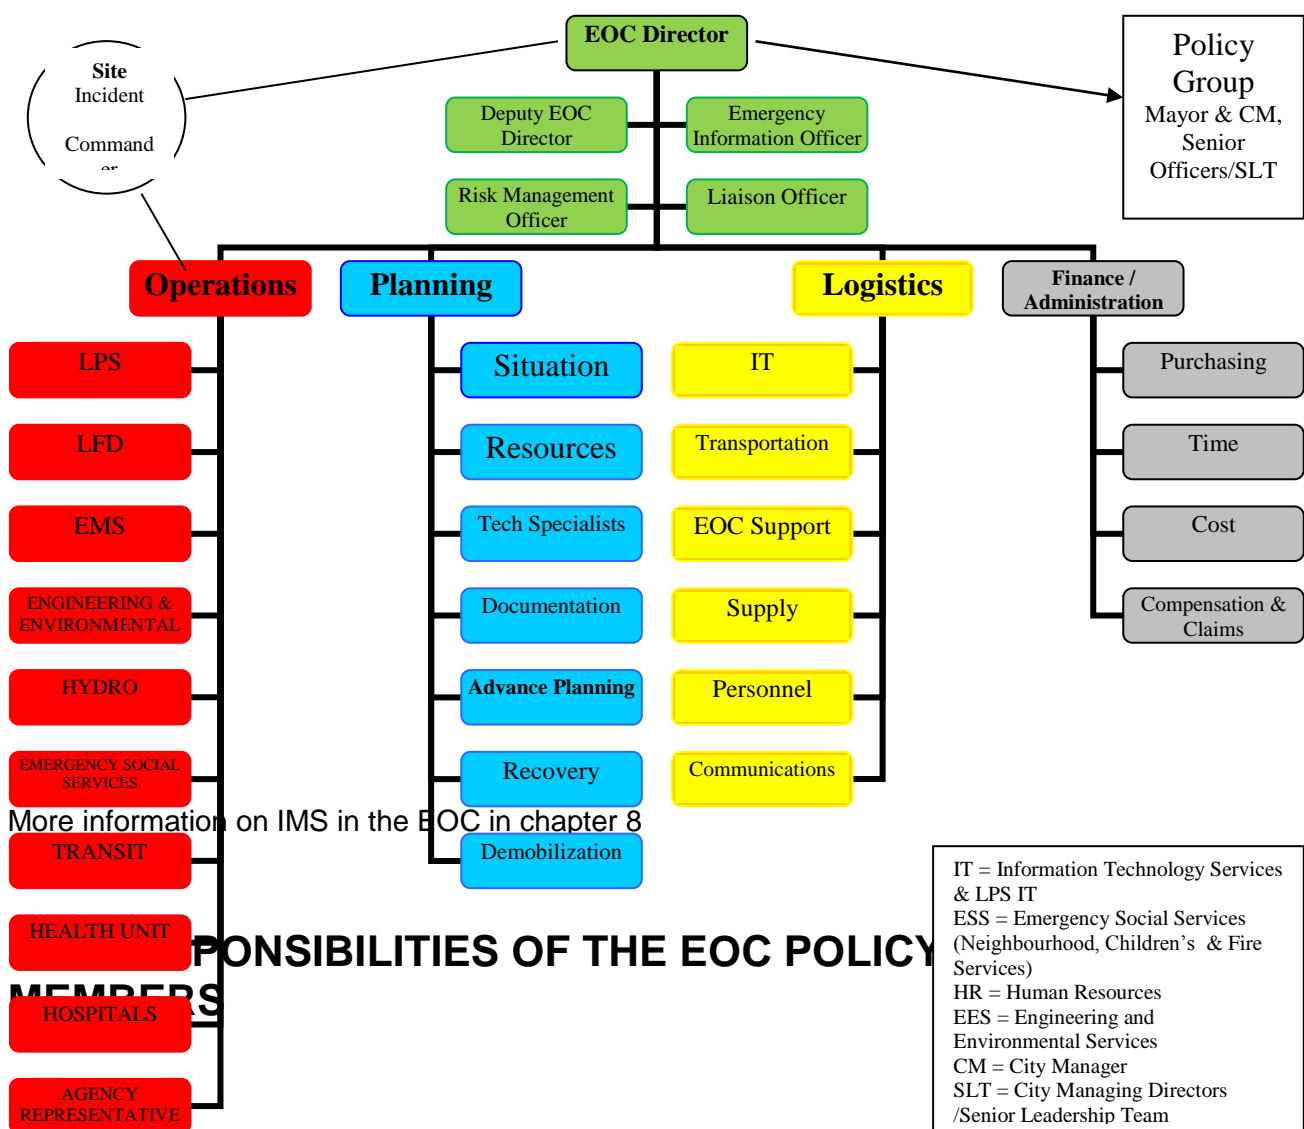 EOC Director
Site
Incident
Command
Policy
Group
Mayor & CM,
Senior
Officers/SLT
Deputy EOC
Director
Emergency
Information Officer
Risk Management
Officer
Liaison Officer
Operations
Planning
Logistics
Finance /
Administration
LPS
LFD
EMS
ENGINEERING &
ENVIRONMENTAL
HYDRO
EMERGENCY SOCIAL
SERVICES
TRANSIT
HEALTH UNIT
HOSPITALS
AGENCY
REPRESENTATIVE
Situation
Resources
Tech Specialists
Documentation
Advance Planning
Recovery
Demobilization
IT
Transportation
EOC Support
Supply
Personnel
Communications
Purchasing
Time
Cost
Compensation &
Claims
More information on IMS in the EOC in chapter 8
PONSIBILITIES OF THE EOC POLICY
MEMBERS
IT = Information Technology Services
& LPS IT
ESS = Emergency Social Services
(Neighbourhood, Children's & Fire
Services)
HR = Human Resources
EES = Engineering and
Environmental Services
CM = City Manager
SLT = City Managing Directors
/Senior Leadership Team